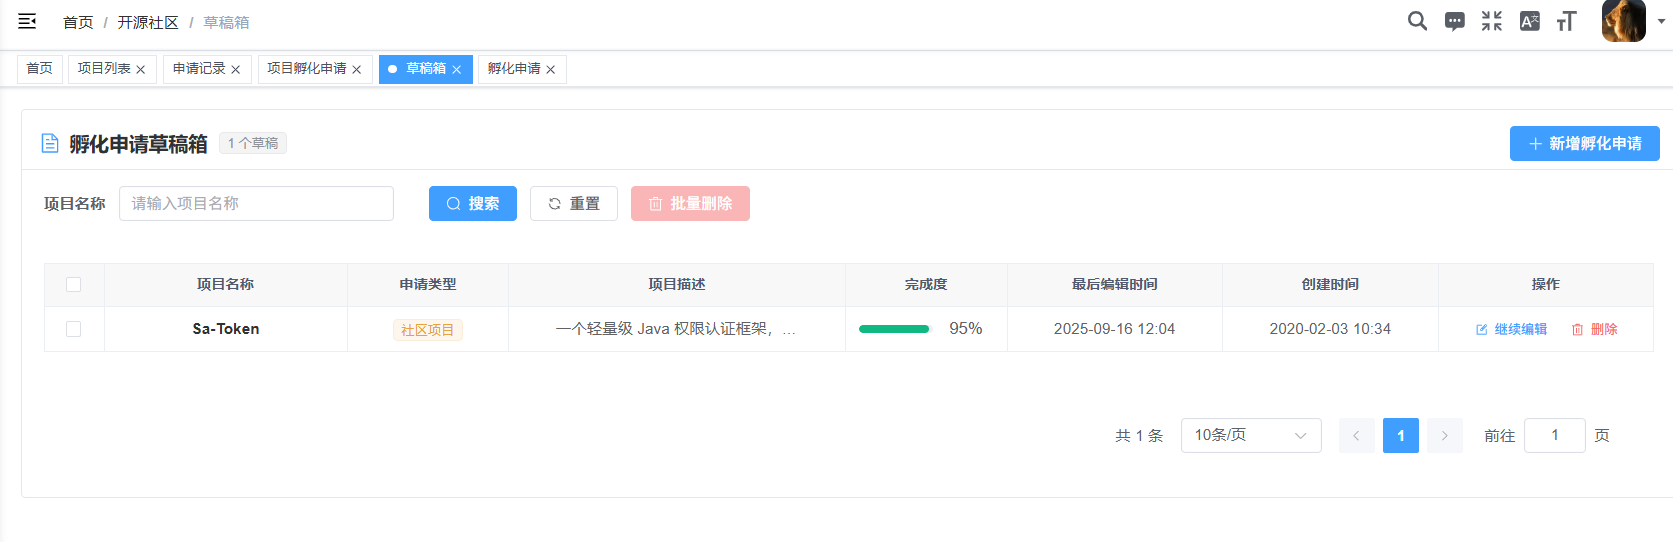 首页 / 开源社区 / 草稿箱
首页 项目列表 申请记录 项目孵化申请 草稿箱 孵化申请
孵化申请草稿箱 1 个草稿 新增孵化申请
项目名称 请输入项目名称 搜索 重置 批量删除
项目名称 申请类型 项目描述 完成度 最后编辑时间 创建时间 操作
Sa-Token 社区项目 一个轻量级 Java 权限认证框架，... 95% 2025-09-16 12:04 2020-02-03 10:34 继续编辑 删除
共 1 条 10条/页 1 前往 1 页